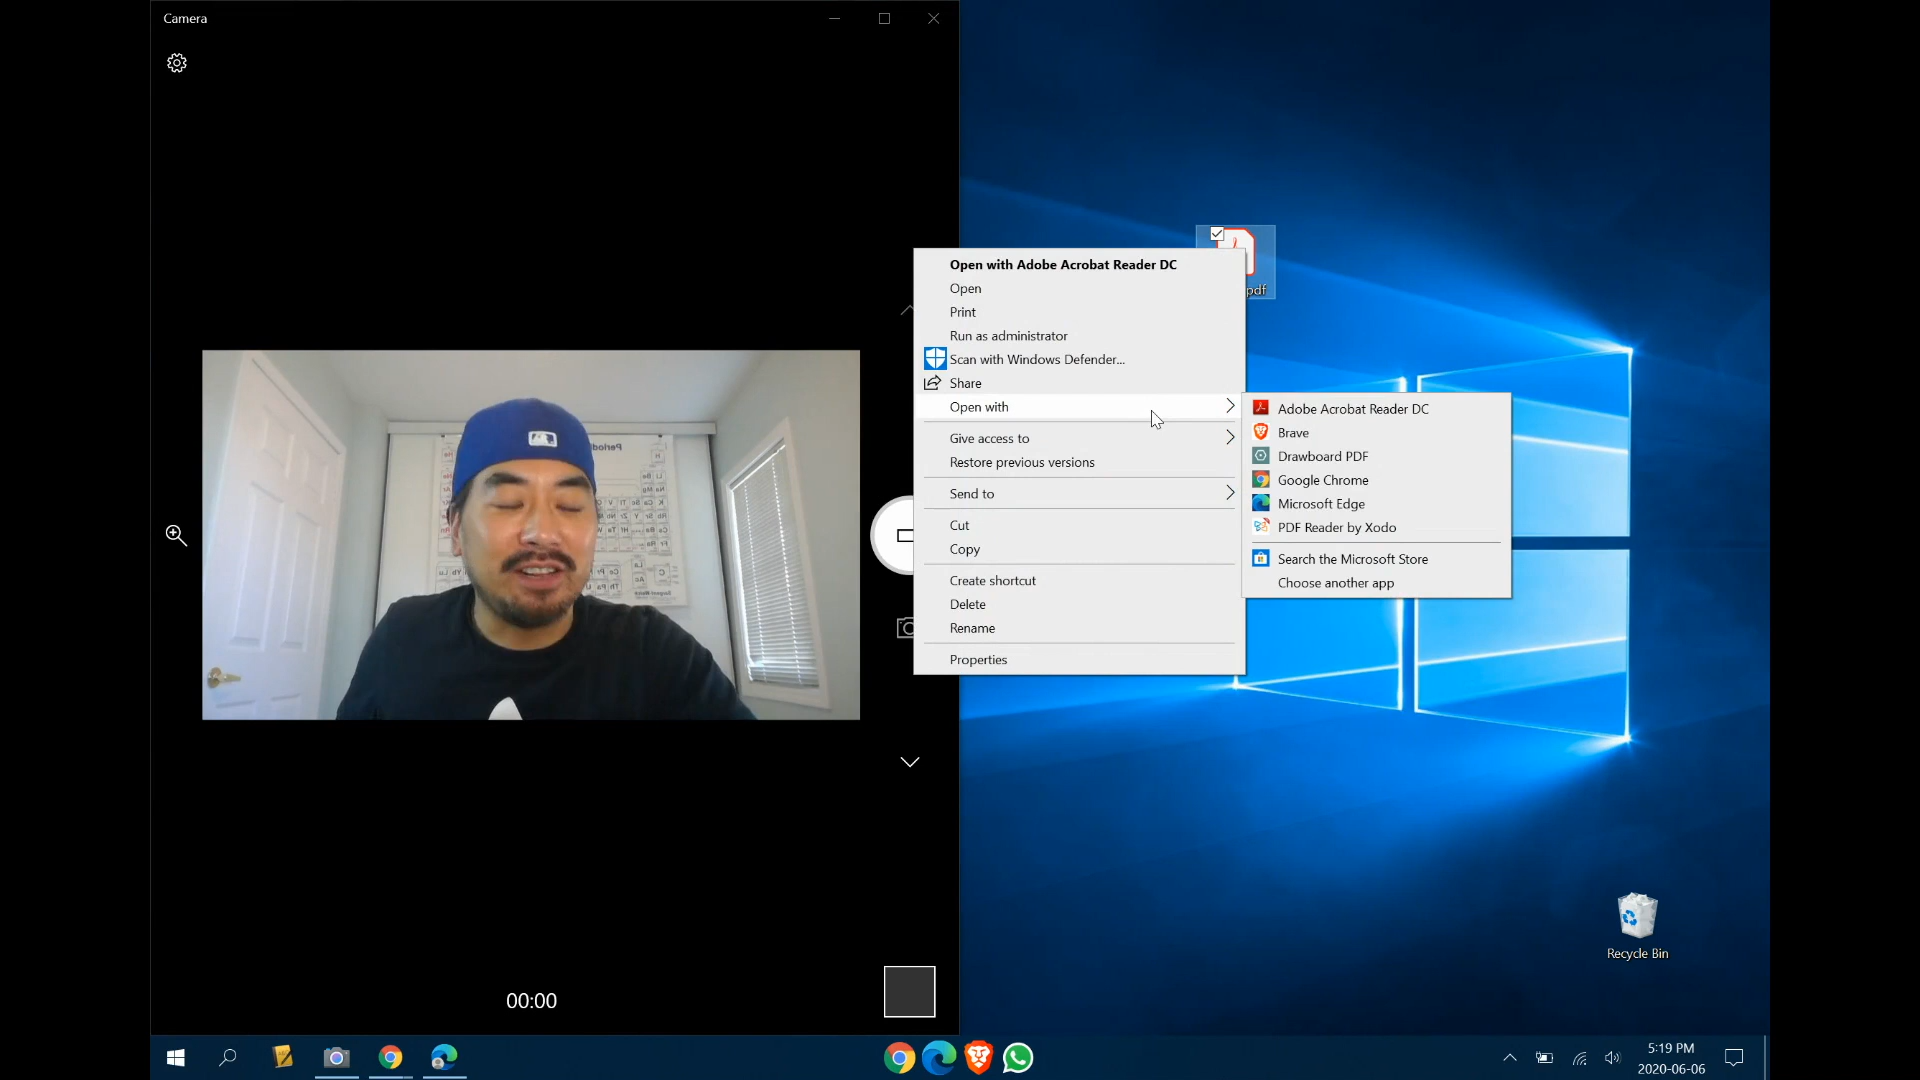 Camera
pdf
Open with Adobe Acrobat Reader DC
Open
Print
Run as administrator
Scan with Windows Defender...
Share
Open with
Give access to
Restore previous versions
Send to
Cut
Copy
Create shortcut
Delete
Rename
Properties
Adobe Acrobat Reader DC
Brave
Drawboard PDF
Google Chrome
Microsoft Edge
PDF Reader by Xodo
Search the Microsoft Store
Choose another app
Recycle Bin
00:00
5:19 PM
2020-06-06